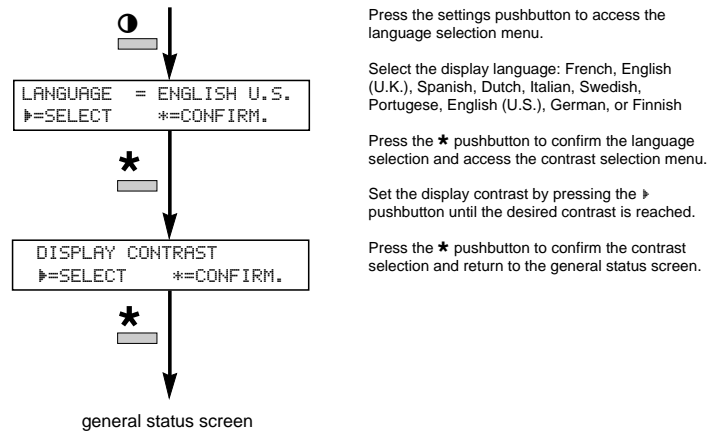 Press the settings pushbutton to access the
language selection menu.
Select the display language: French, English
(U.K.), Spanish, Dutch, Italian, Swedish,
Portugese, English (U.S.), German, or Finnish
LANGUAGE = ENGLISH U.S.
▶=SELECT *=CONFIRM.
Press the * pushbutton to confirm the language
selection and access the contrast selection menu.
*
Set the display contrast by pressing the ▶
pushbutton until the desired contrast is reached.
DISPLAY CONTRAST
▶=SELECT *=CONFIRM.
Press the * pushbutton to confirm the contrast
selection and return to the general status screen.
*
general status screen